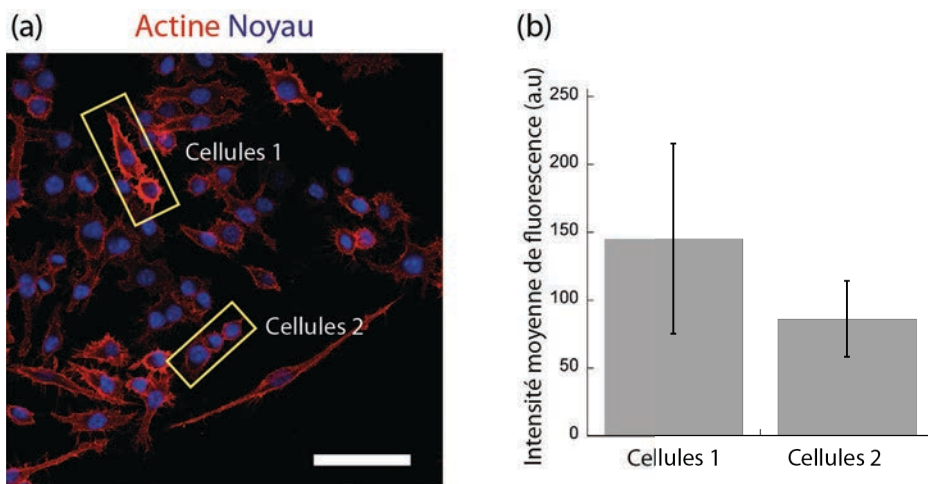 (a)
Actine Noyau
Cellules 1
Cellules 2
(b)
Intensité moyenne de fluorescence (a.u)
250
200
150
100
50
0
Cellules 1
Cellules 2